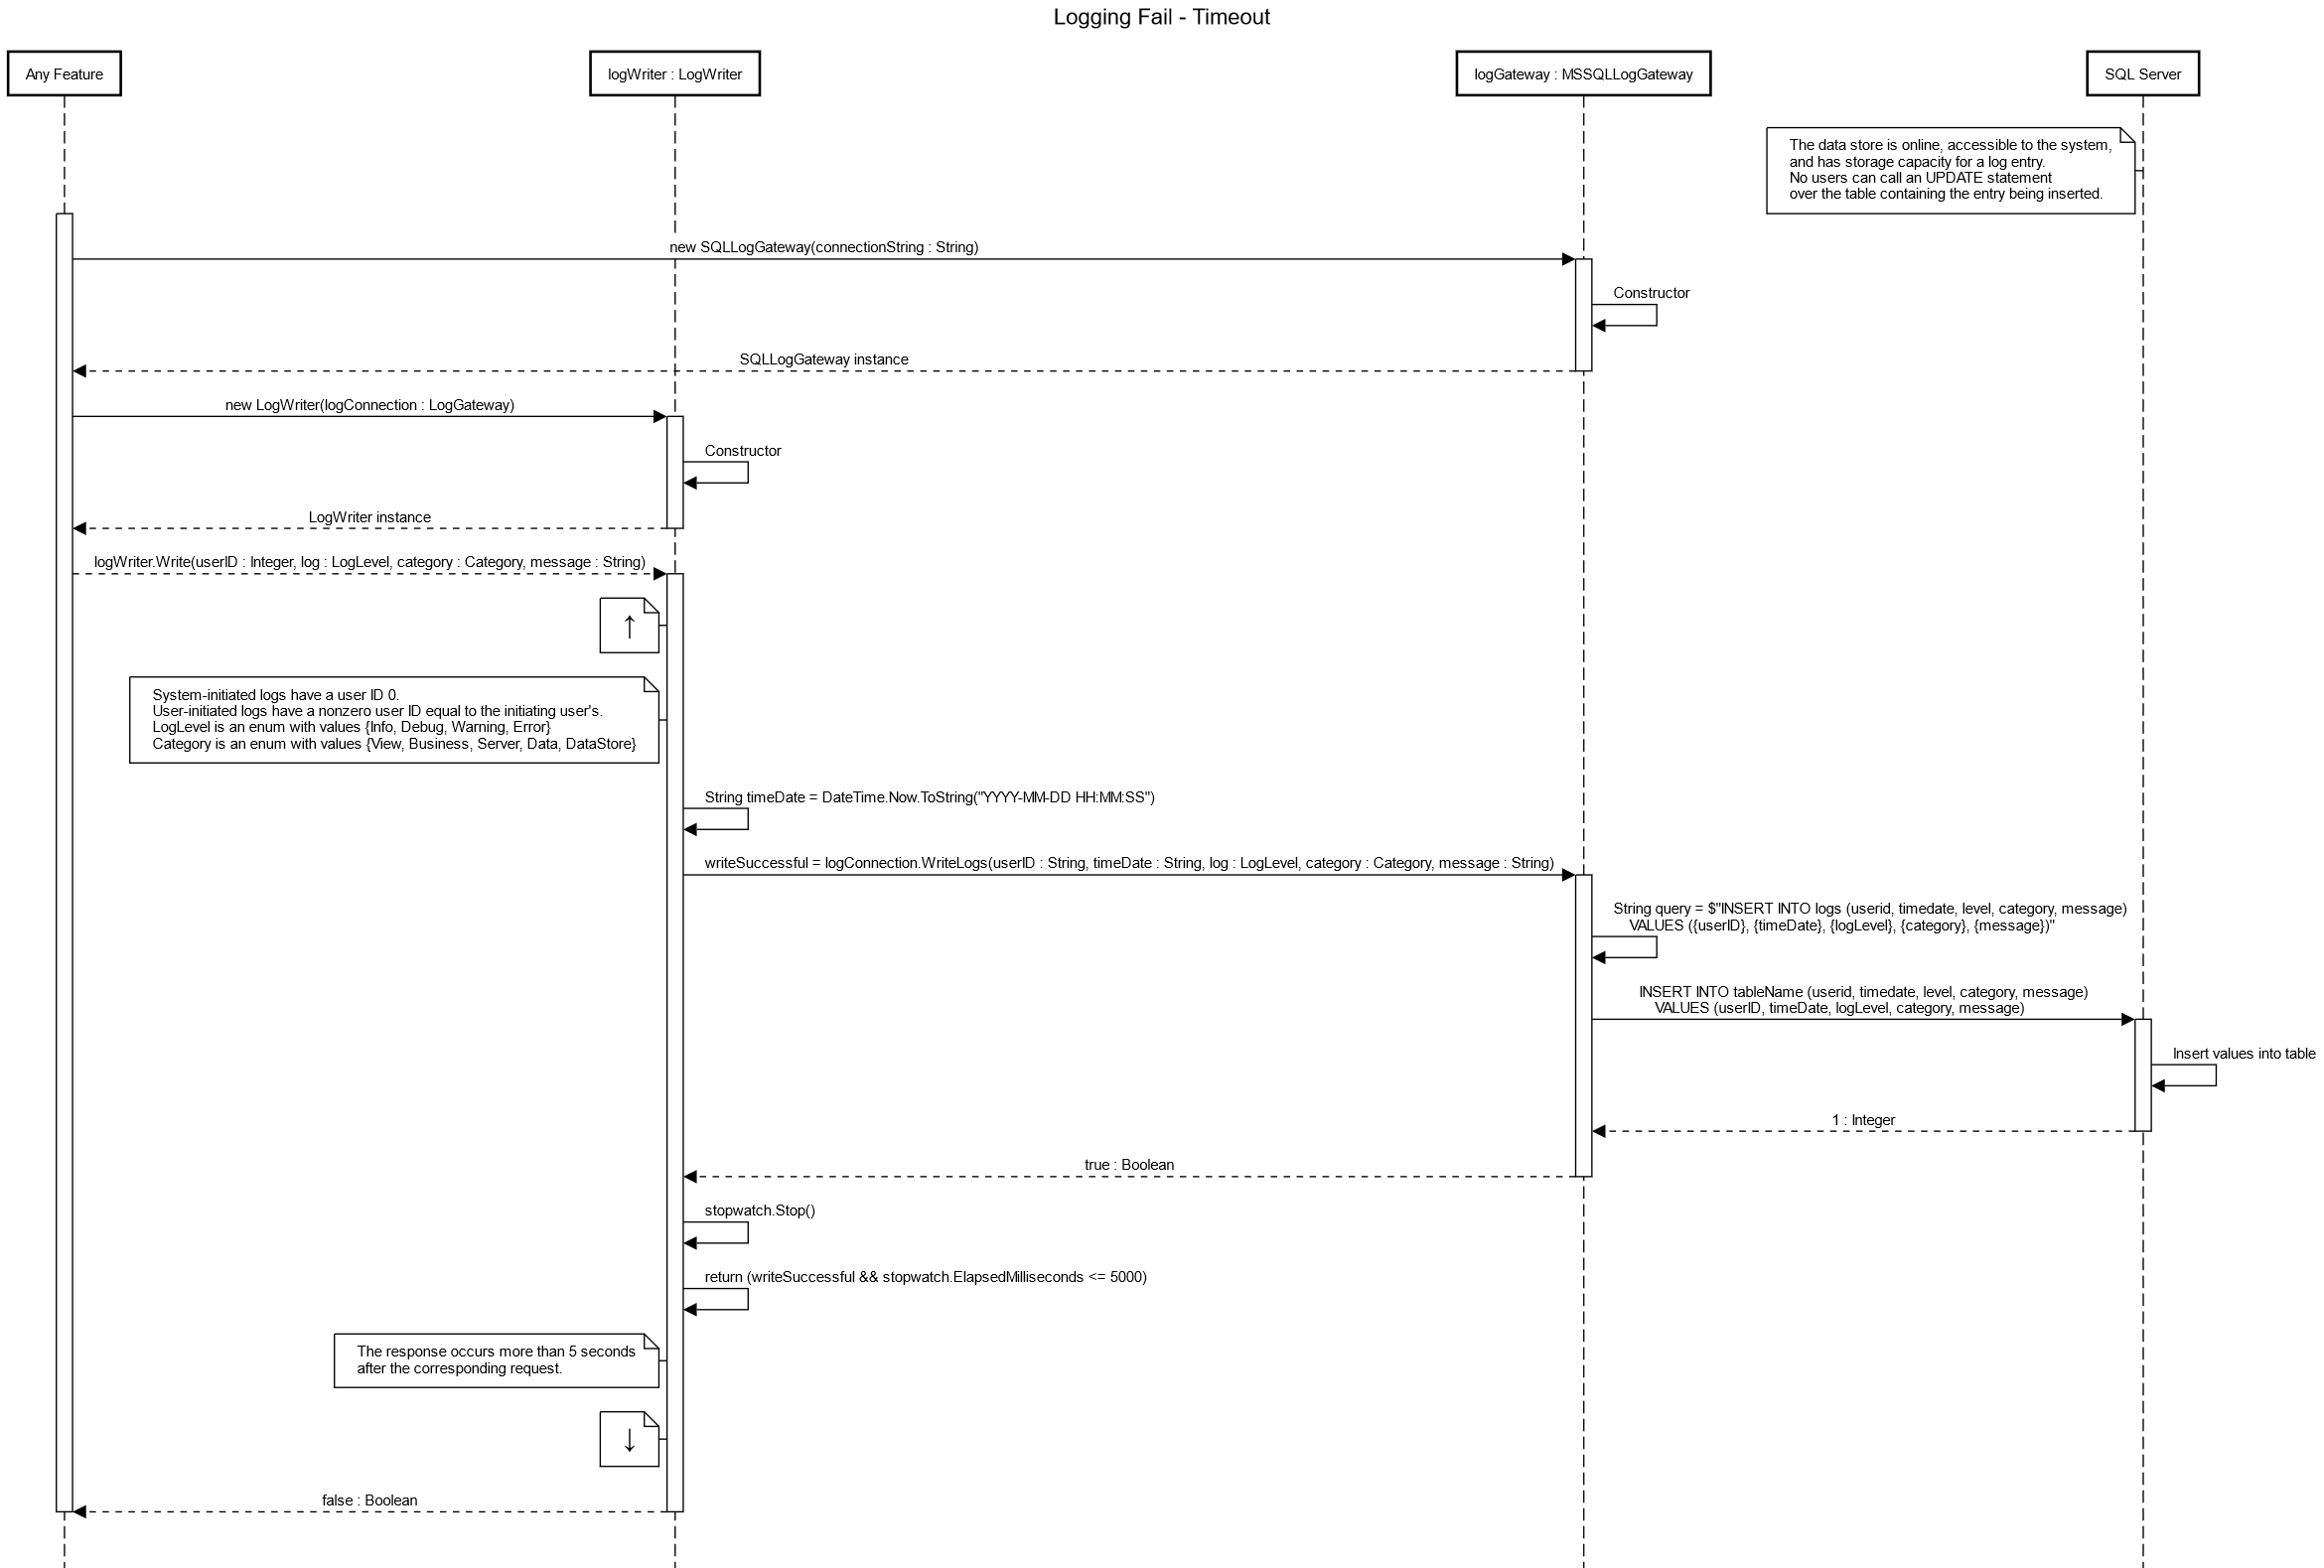 Logging Fail - Timeout
Any Feature
logWriter : LogWriter
logGateway : MSSQLLogGateway
SQL Server
The data store is online, accessible to the system,
and has storage capacity for a log entry.
No users can call an UPDATE statement
over the table containing the entry being inserted.
new SQLLogGateway(connectionString : String)
Constructor
SQLLogGateway instance
new LogWriter(logConnection : LogGateway)
Constructor
LogWriter instance
logWriter.Write(userID : Integer, log : LogLevel, category : Category, message : String)
↑
System-initiated logs have a user ID 0.
User-initiated logs have a nonzero user ID equal to the initiating user's.
LogLevel is an enum with values {Info, Debug, Warning, Error}
Category is an enum with values {View, Business, Server, Data, DataStore}
String timeDate = DateTime.Now.ToString("YYYY-MM-DD HH:MM:SS")
writeSuccessful = logConnection.WriteLogs(userID : String, timeDate : String, log : LogLevel, category : Category, message : String)
String query = $"INSERT INTO logs (userid, timedate, level, category, message)
VALUES ({userID}, {timeDate}, {logLevel}, {category}, {message})"
INSERT INTO tableName (userid, timedate, level, category, message)
VALUES (userID, timeDate, logLevel, category, message)
Insert values into table
1 : Integer
true : Boolean
stopwatch.Stop()
return (writeSuccessful && stopwatch.ElapsedMilliseconds <= 5000)
The response occurs more than 5 seconds
after the corresponding request.
↓
false : Boolean